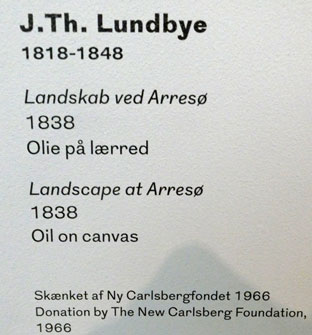 J.Th. Lundbye
1818-1848
Landskab ved Arresø
1838
Olie på lærred
Landscape at Arresø
1838
Oil on canvas
Skænket af Ny Carlsbergfondet 1966
Donation by The New Carlsberg Foundation,
1966